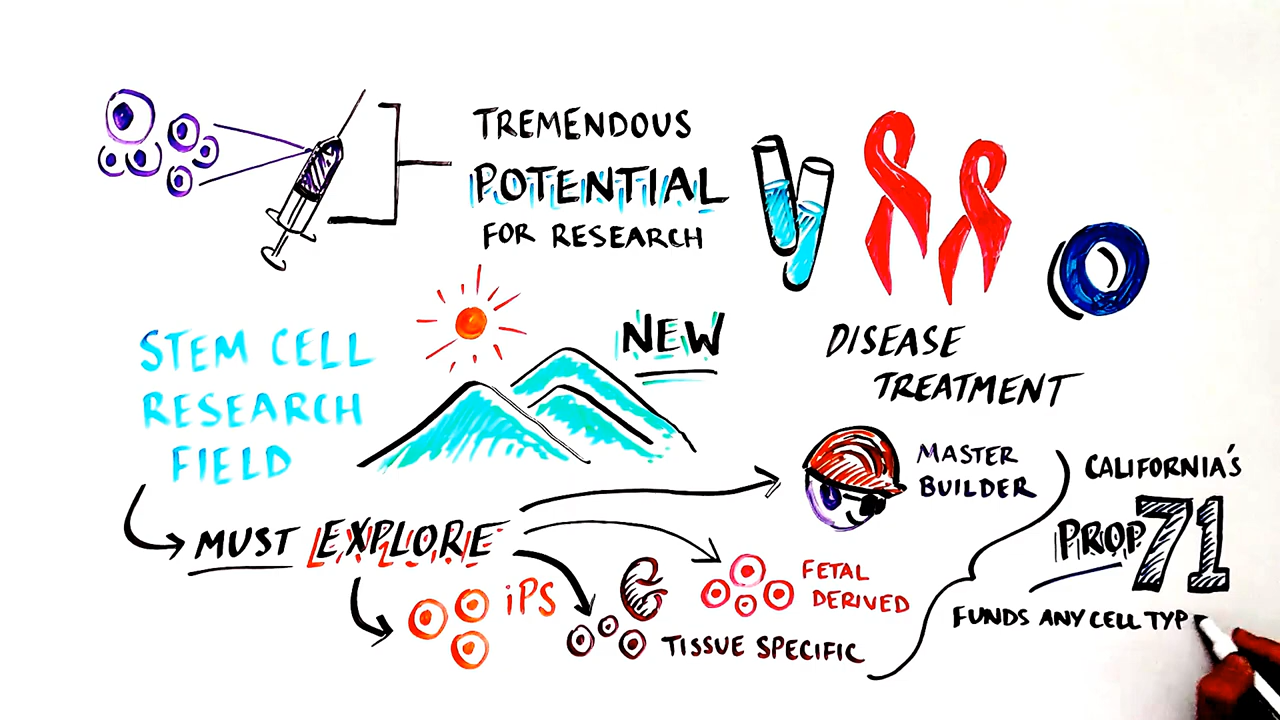 TREMENDOUS
POTENTIAL
FOR RESEARCH
STEM CELL
RESEARCH
FIELD
NEW
DISEASE
TREATMENT
MUST EXPLORE
MASTER
BUILDER
FETAL
DERIVED
iPS
TISSUE SPECIFIC
CALIFORNIA'S
PROP 71
FUNDS ANY CELL TYP